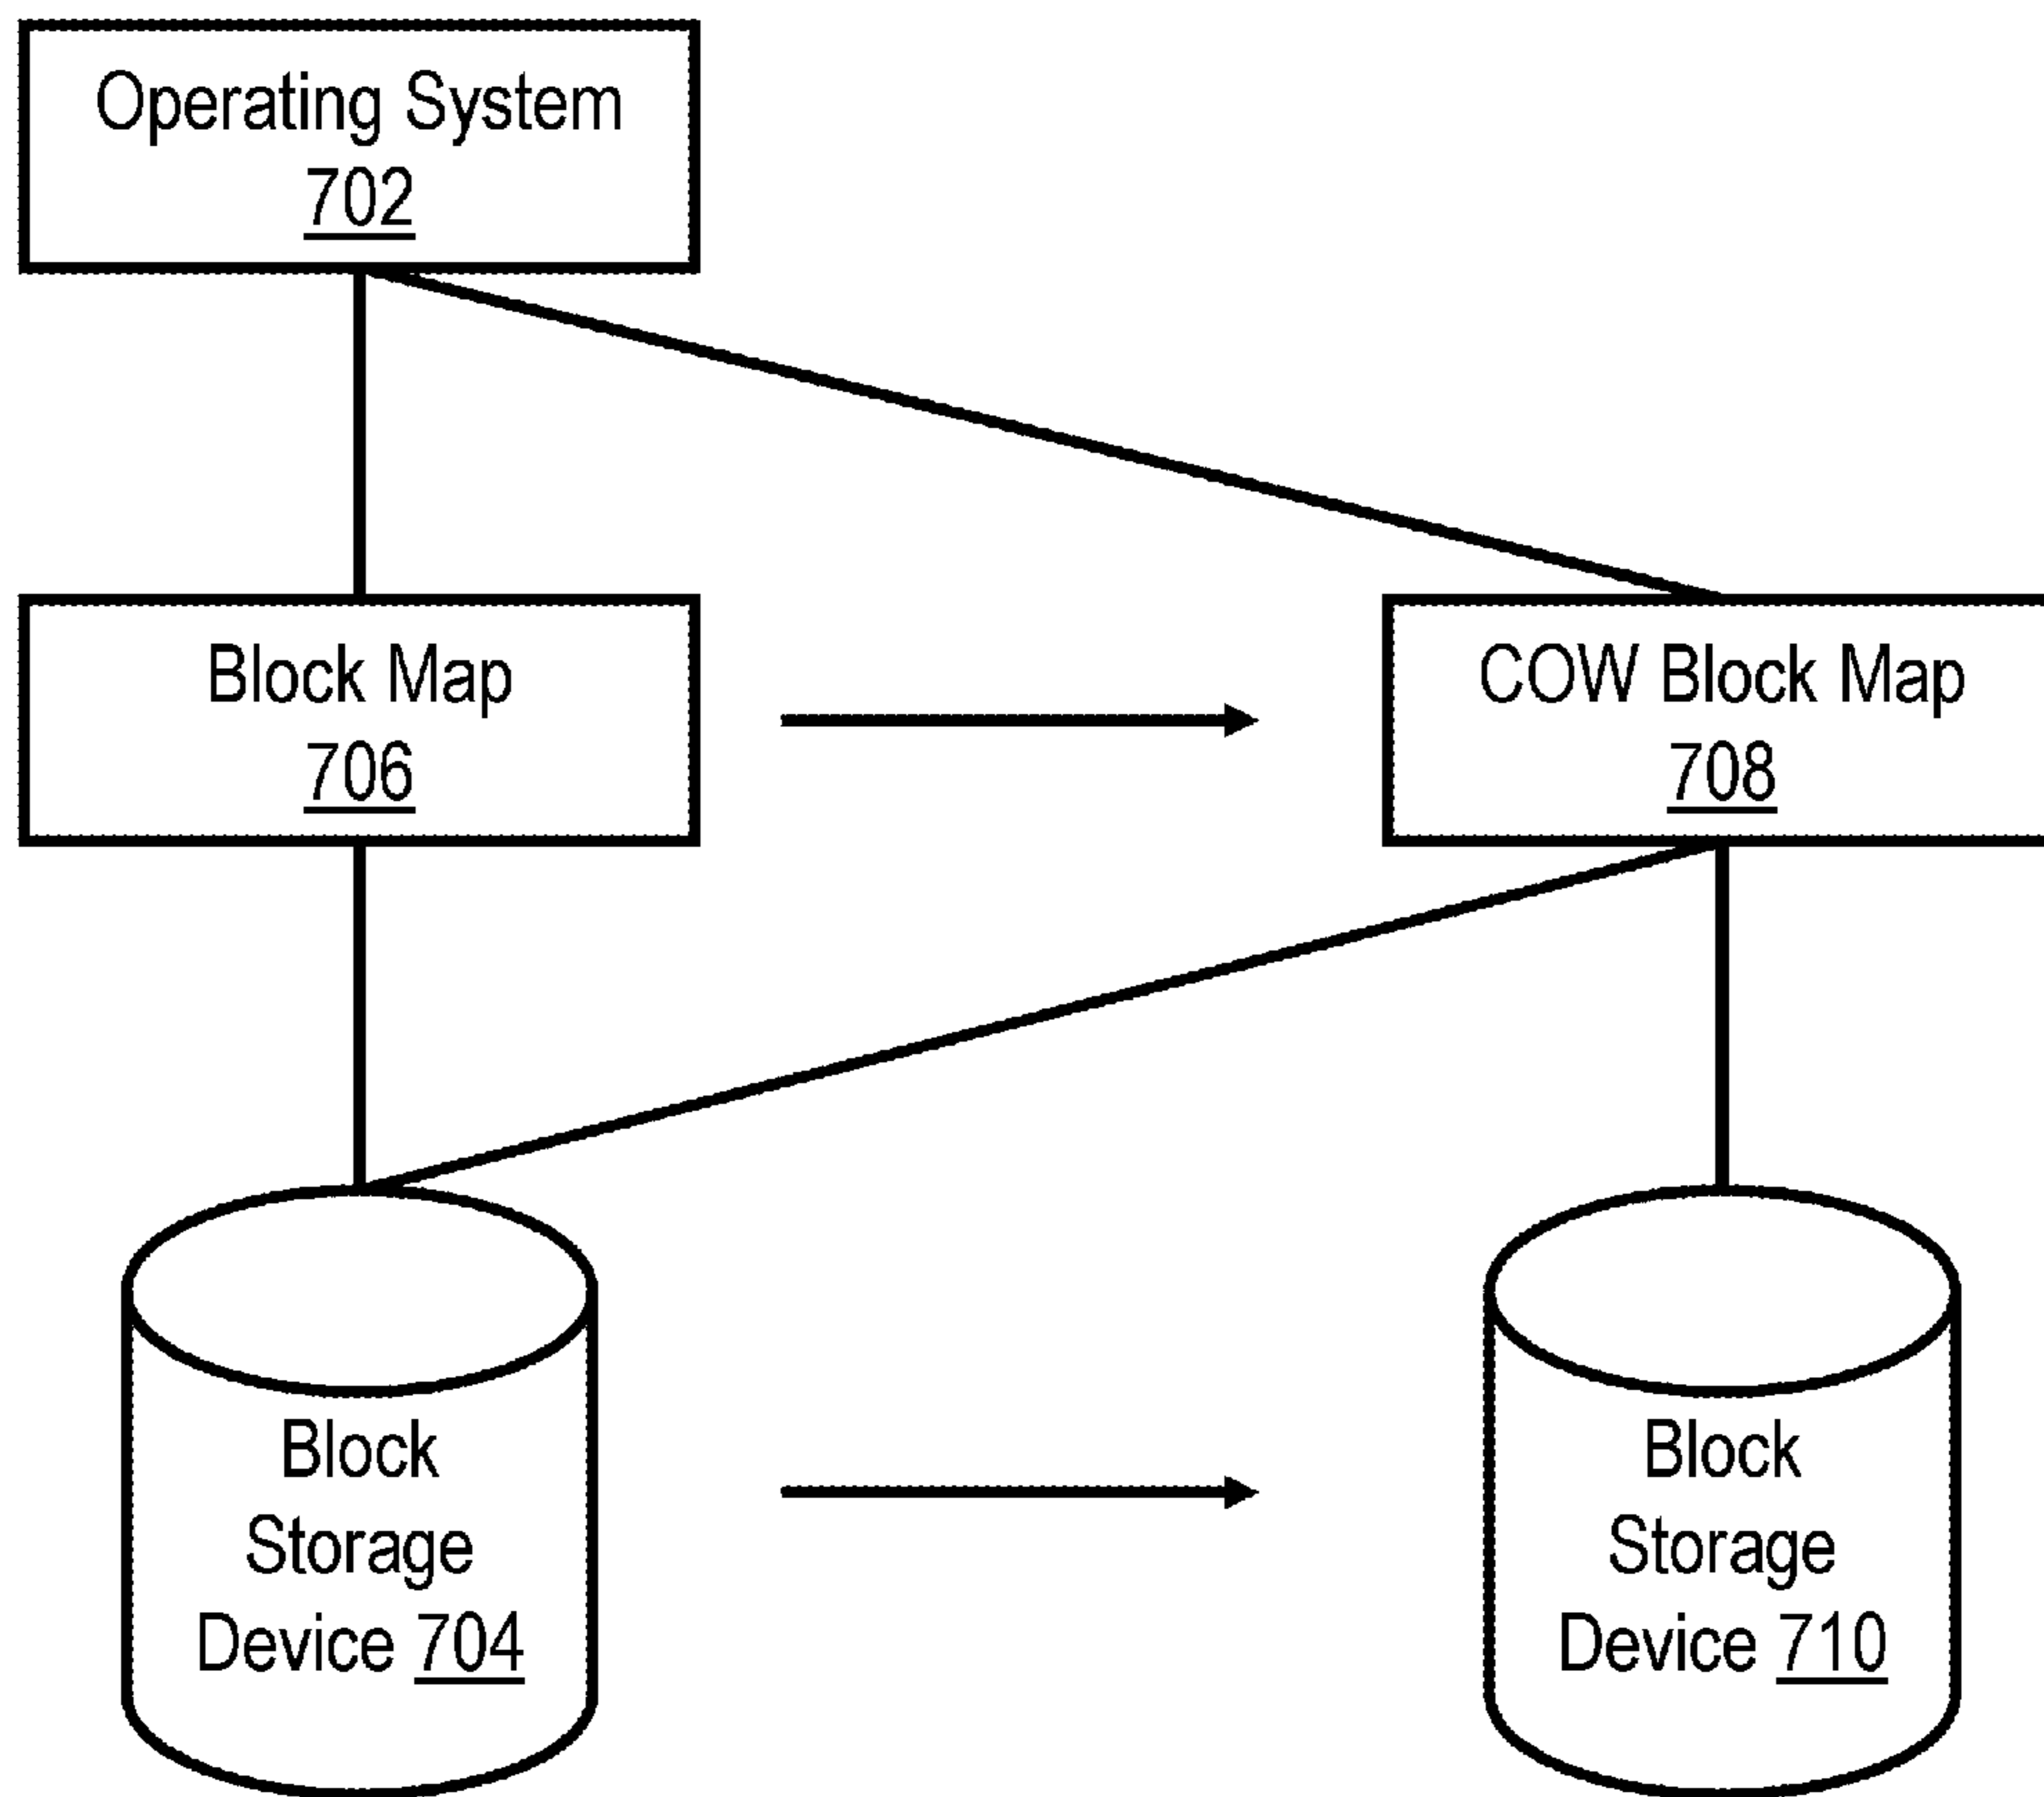 Operating System
702
Block Map
706
COW Block Map
708
Block
Storage
Device 704
Block
Storage
Device 710